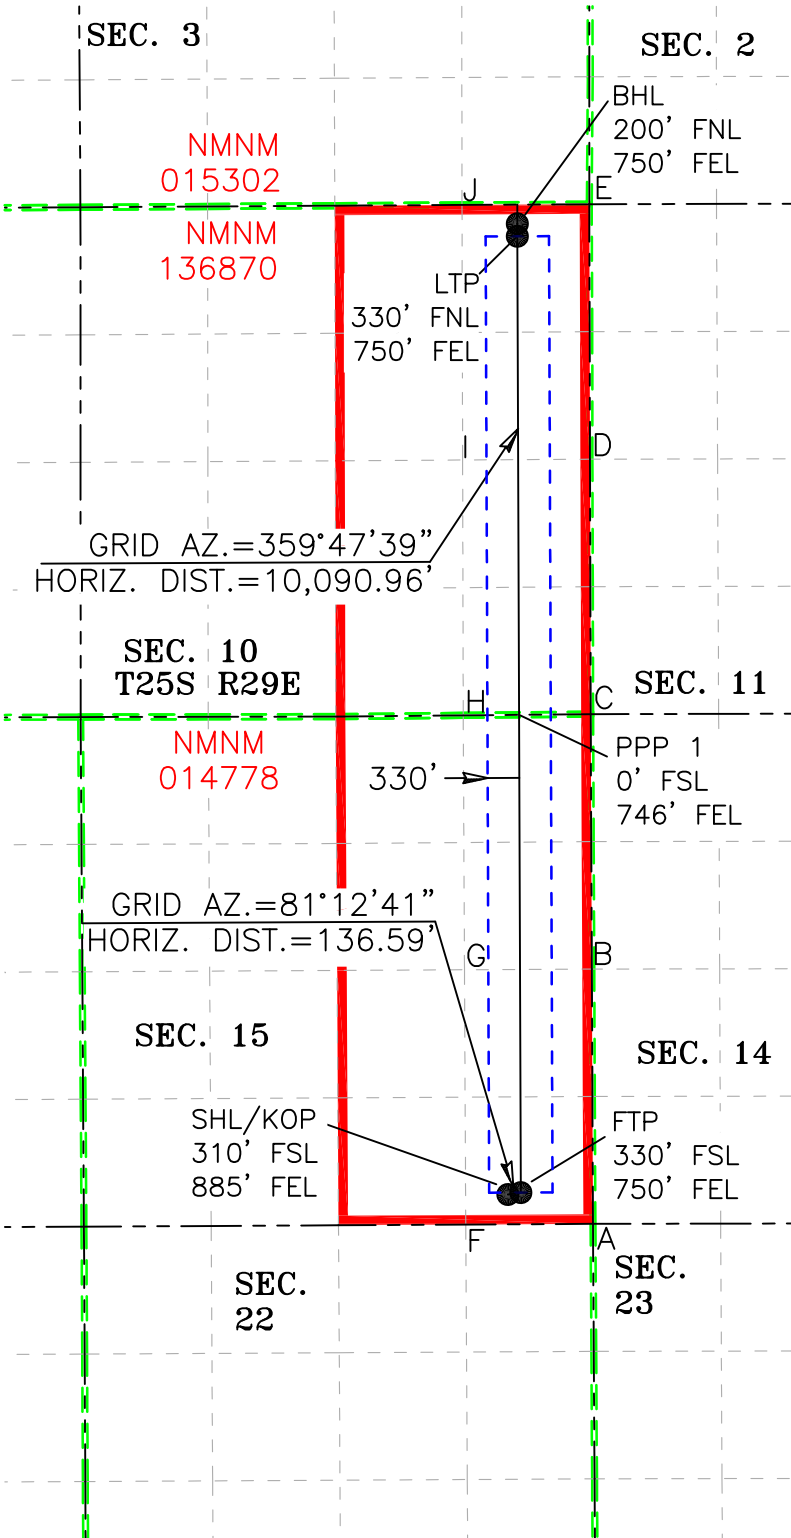 SEC. 3
SEC. 2
BHL
200' FNL
750' FEL
NMNM
015302
J
E
NMNM
136870
LTP
330' FNL
750' FEL
I
D
GRID AZ.=359°47'39"
HORIZ. DIST.=10,090.96'
SEC. 10
T25S R29E
H
C
SEC. 11
NMNM
014778
330'
PPP 1
0' FSL
746' FEL
GRID AZ.=81°12'41"
HORIZ. DIST.=136.59'
G
B
SEC. 15
SEC. 14
SHL/KOP
310' FSL
885' FEL
FTP
330' FSL
750' FEL
F
A
SEC.
22
SEC.
23